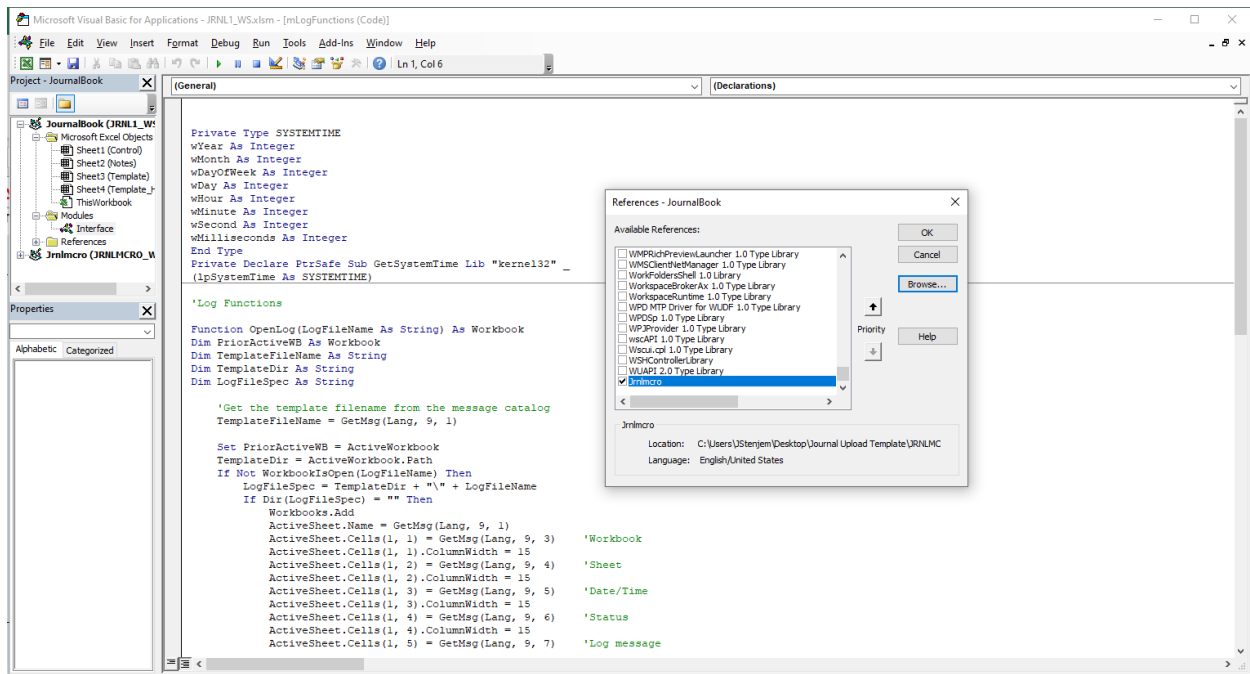 Microsoft Visual Basic for Applications - JRNL1_WS.xlsm - [mLogFunctions (Code)]
File Edit View Insert Format Debug Run Tools Add-Ins Window Help
Ln 1, Col 6
Project - JournalBook
JournalBook (JRNL1_WS
Microsoft Excel Objects
Sheet1 (Control)
Sheet2 (Notes)
Sheet3 (Template)
Sheet4 (Template_H
ThisWorkbook
Modules
Interface
References
Jrnlmcro (JRNLMCRO_W
Properties
Alphabetic Categorized
(General) (Declarations)
Private Type SYSTEMTIME
wYear As Integer
wMonth As Integer
wDayOfWeek As Integer
wDay As Integer
wHour As Integer
wMinute As Integer
wSecond As Integer
wMilliseconds As Integer
End Type
Private Declare PtrSafe Sub GetSystemTime Lib "kernel32" _
(lpSystemTime As SYSTEMTIME)
'Log Functions
Function OpenLog(LogFileName As String) As Workbook
Dim PriorActiveWB As Workbook
Dim TemplateFileName As String
Dim TemplateDir As String
Dim LogFileSpec As String
'Get the template filename from the message catalog
TemplateFileName = GetMsg(Lang, 9, 1)
Set PriorActiveWB = ActiveWorkbook
TemplateDir = ActiveWorkbook.Path
If Not WorkbookIsOpen(LogFileName) Then
LogFileSpec = TemplateDir + "\" + LogFileName
If Dir(LogFileSpec) = "" Then
Workbooks.Add
ActiveSheet.Name = GetMsg(Lang, 9, 1)
ActiveSheet.Cells(1, 1) = GetMsg(Lang, 9, 3) 'Workbook
ActiveSheet.Cells(1, 1).ColumnWidth = 15
ActiveSheet.Cells(1, 2) = GetMsg(Lang, 9, 4) 'Sheet
ActiveSheet.Cells(1, 2).ColumnWidth = 15
ActiveSheet.Cells(1, 3) = GetMsg(Lang, 9, 5) 'Date/Time
ActiveSheet.Cells(1, 3).ColumnWidth = 15
ActiveSheet.Cells(1, 4) = GetMsg(Lang, 9, 6) 'Status
ActiveSheet.Cells(1, 4).ColumnWidth = 15
ActiveSheet.Cells(1, 5) = GetMsg(Lang, 9, 7) 'Log message
References - JournalBook
Available References:
WMPRichPreviewLauncher 1.0 Type Library
WMSClientNetManager 1.0 Type Library
WorkFoldersShell 1.0 Library
WorkspaceBrokerAx 1.0 Type Library
WorkspaceRuntime 1.0 Type Library
WPD MTP Driver for WUDF 1.0 Type Library
WPDSp 1.0 Type Library
WPJProvider 1.0 Type Library
wscAPI 1.0 Type Library
Wscui.cpl 1.0 Type Library
WSHControllerLibrary
WUAPI 2.0 Type Library
Jrnlmcro
OK
Cancel
Browse...
Priority
Help
Jrnlmcro
Location: C:\Users\JStenjem\Desktop\Journal Upload Template\JRNLMC
Language: English/United States